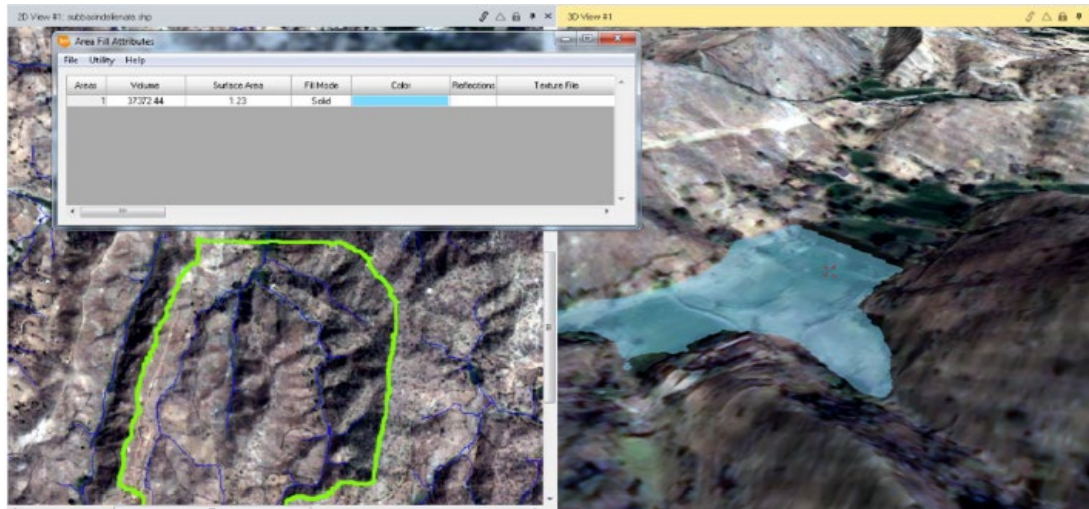 2D View #1: subbasindelienate.shp
3D View #1
Area Fill Attributes
File Utility Help
Areas Volume Surface Area Fill Mode Color Reflections Texture File
1 37372.44 1.23 Solid